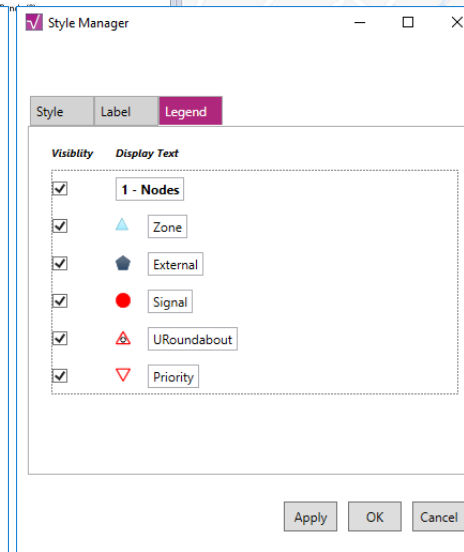 Style Manager
Style Label Legend
Visiblity Display Text
1 - Nodes
Zone
External
Signal
URoundabout
Priority
Apply OK Cancel